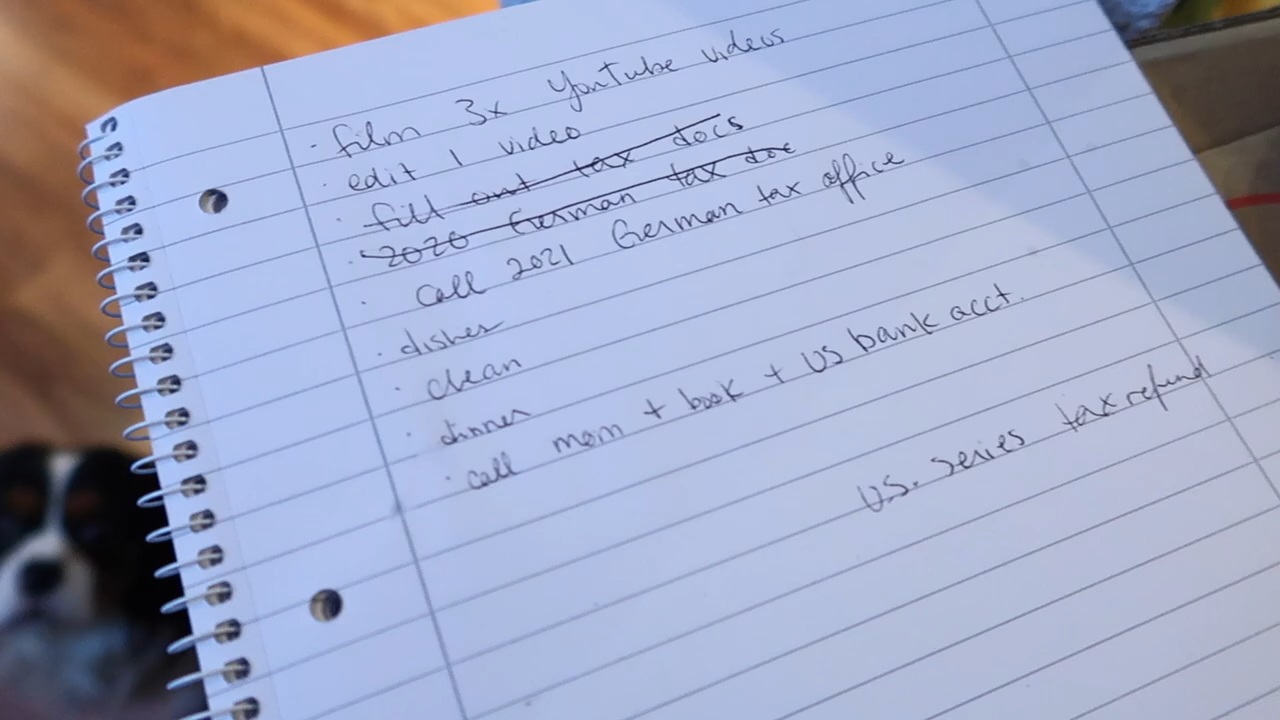 · film 3x YouTube videos
· edit 1 video
· fill out tax docs
· 2020 German tax doc
· call 2021 German tax office
· dishes
· clean
· dinner
· call mom + book + US bank acct.
U.S. series tax refund